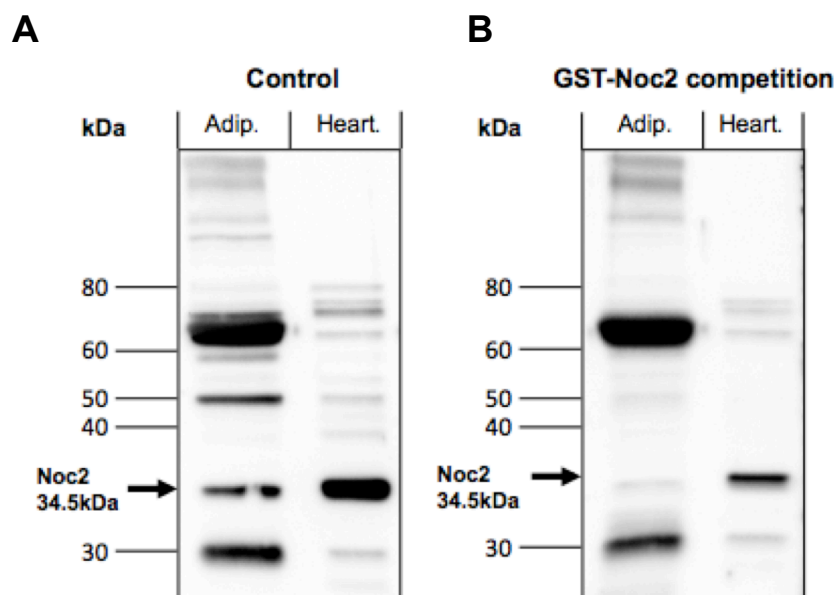 A
Control
kDa
Adip.
Heart.
80
60
50
40
Noc2
34.5kDa
30
B
GST-Noc2 competition
kDa
Adip.
Heart.
80
60
50
40
Noc2
34.5kDa
30